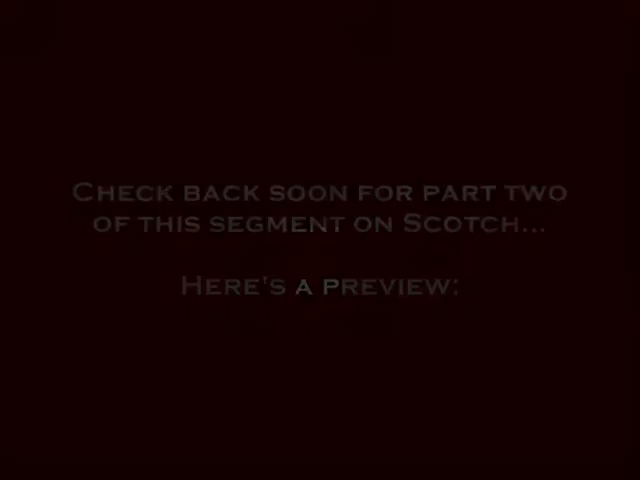 Check back soon for part two
of this segment on Scotch...
Here's a preview: